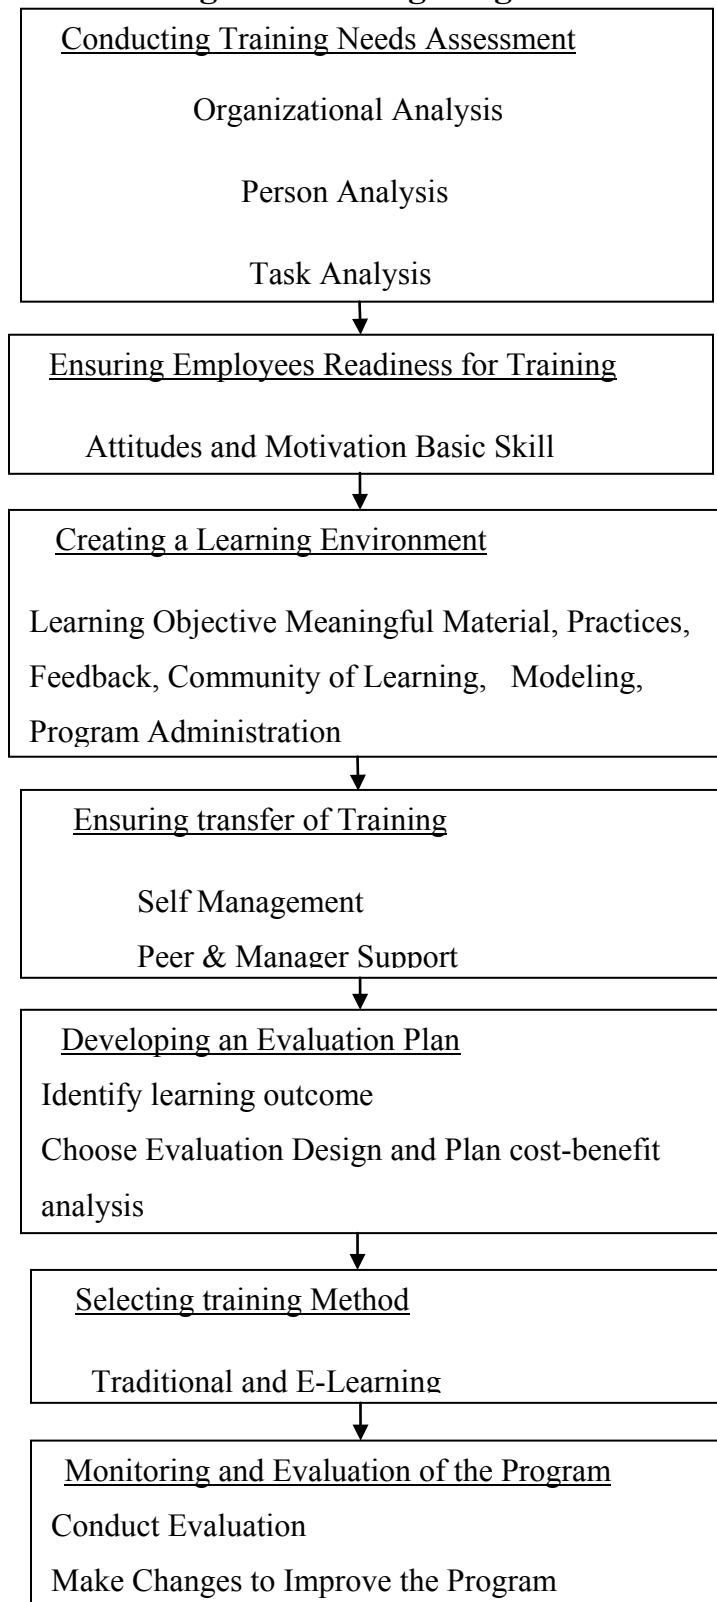 Conducting Training Needs Assessment
Organizational Analysis
Person Analysis
Task Analysis
Ensuring Employees Readiness for Training
Attitudes and Motivation Basic Skill
Creating a Learning Environment
Learning Objective Meaningful Material, Practices,
Feedback, Community of Learning, Modeling,
Program Administration
Ensuring transfer of Training
Self Management
Peer & Manager Support
Developing an Evaluation Plan
Identify learning outcome
Choose Evaluation Design and Plan cost-benefit
analysis
Selecting training Method
Traditional and E-Learning
Monitoring and Evaluation of the Program
Conduct Evaluation
Make Changes to Improve the Program